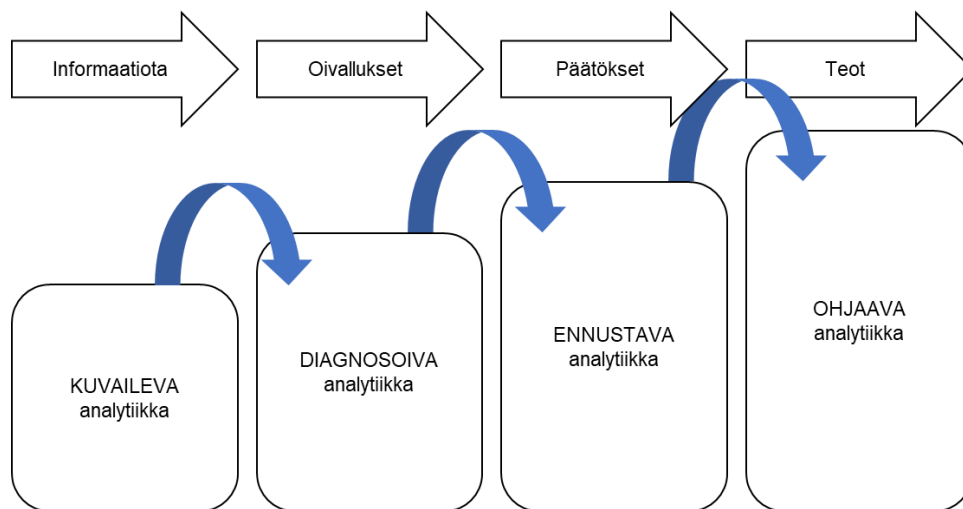 Informaatiota
Oivallukset
Päätökset
Teot
KUVAILEVA
analytiikka
DIAGNOSOIVA
analytiikka
ENNUSTAVA
analytiikka
OHJAAVA
analytiikka